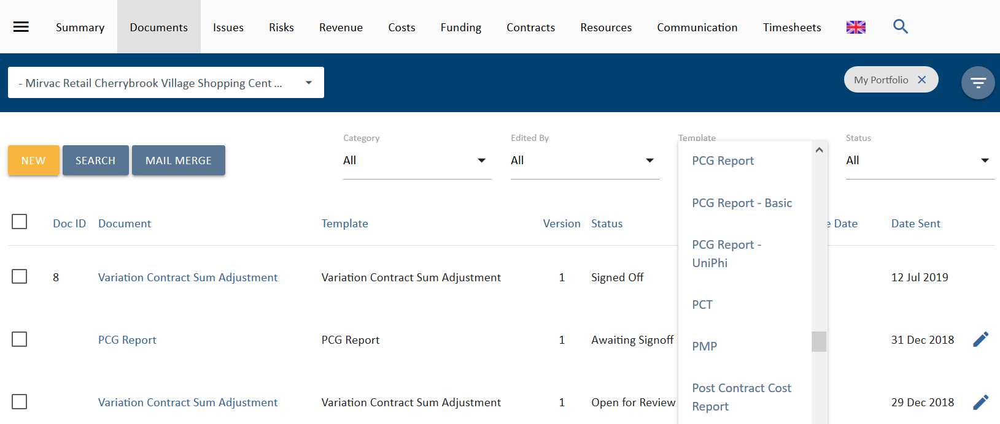 Summary Documents Issues Risks Revenue Costs Funding Contracts Resources Communication Timesheets
- Mirvac Retail Cherrybrook Village Shopping Cent ...
My Portfolio
Category Edited By Template Status
NEW SEARCH MAIL MERGE All All PCG Report All
PCG Report - Basic
Doc ID Document Template Version Status e Date Date Sent
PCG Report -
UniPhi
8 Variation Contract Sum Adjustment Variation Contract Sum Adjustment 1 Signed Off 12 Jul 2019
PCT
PCG Report PCG Report 1 Awaiting Signoff 31 Dec 2018
PMP
Post Contract Cost
Report
Variation Contract Sum Adjustment Variation Contract Sum Adjustment 1 Open for Review 29 Dec 2018